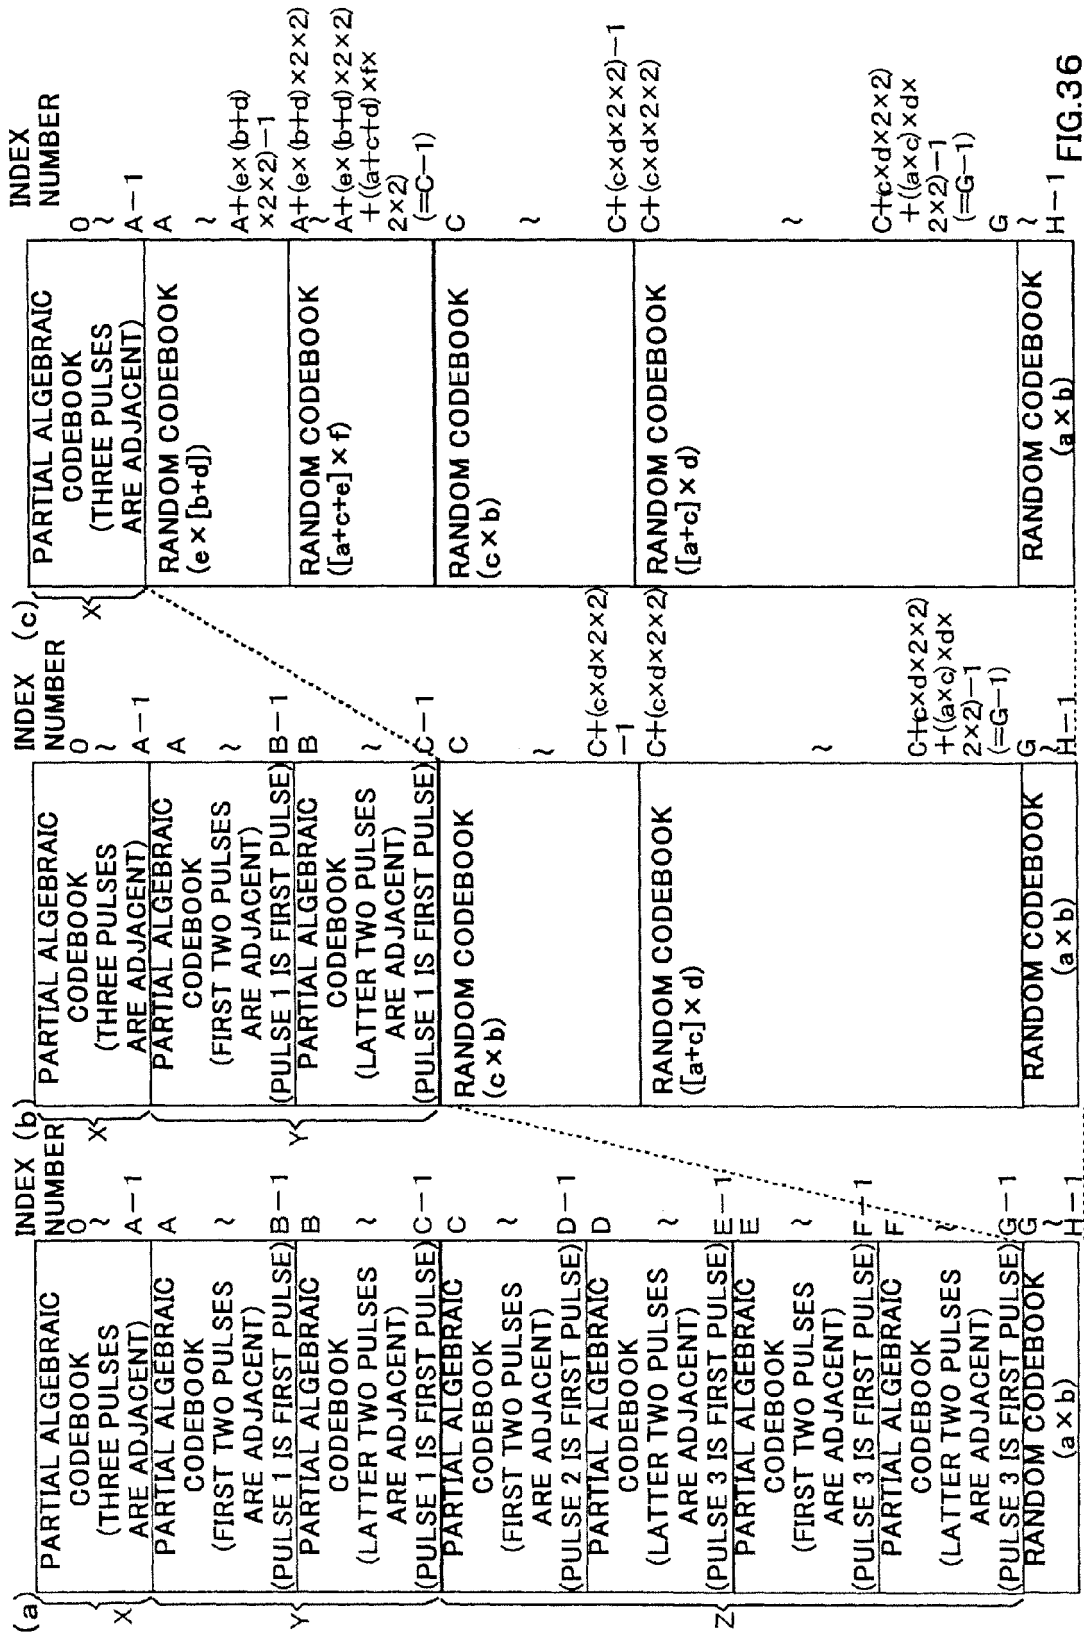 (a)
INDEX
NUMBER
X
PARTIAL ALGEBRAIC
CODEBOOK
(THREE PULSES
ARE ADJACENT)
0
~
A−1
Y
PARTIAL ALGEBRAIC
CODEBOOK
(FIRST TWO PULSES
ARE ADJACENT)
(PULSE 1 IS FIRST PULSE)
A
~
B−1
PARTIAL ALGEBRAIC
CODEBOOK
(LATTER TWO PULSES
ARE ADJACENT)
(PULSE 1 IS FIRST PULSE)
B
~
C−1
Z
PARTIAL ALGEBRAIC
CODEBOOK
(FIRST TWO PULSES
ARE ADJACENT)
(PULSE 2 IS FIRST PULSE)
C
~
D−1
PARTIAL ALGEBRAIC
CODEBOOK
(LATTER TWO PULSES
ARE ADJACENT)
(PULSE 3 IS FIRST PULSE)
D
~
E−1
PARTIAL ALGEBRAIC
CODEBOOK
(FIRST TWO PULSES
ARE ADJACENT)
(PULSE 3 IS FIRST PULSE)
E
~
F−1
PARTIAL ALGEBRAIC
CODEBOOK
(LATTER TWO PULSES
ARE ADJACENT)
(PULSE 3 IS FIRST PULSE)
F
~
G−1
RANDOM CODEBOOK
(a×b)
G
~
H−1
(b)
INDEX
NUMBER
X
PARTIAL ALGEBRAIC
CODEBOOK
(THREE PULSES
ARE ADJACENT)
0
~
A−1
Y
PARTIAL ALGEBRAIC
CODEBOOK
(FIRST TWO PULSES
ARE ADJACENT)
(PULSE 1 IS FIRST PULSE)
A
~
B−1
PARTIAL ALGEBRAIC
CODEBOOK
(LATTER TWO PULSES
ARE ADJACENT)
(PULSE 1 IS FIRST PULSE)
B
~
C−1
RANDOM CODEBOOK
(c×b)
C
~
C+(c×d×2×2)
−1
RANDOM CODEBOOK
([a+c]×d)
C+(c×d×2×2)
~
C+(c×d×2×2)
+((a×c)×d×
2×2)−1
(=G−1)
RANDOM CODEBOOK
(a×b)
G
~
H−1
(c)
INDEX
NUMBER
X
PARTIAL ALGEBRAIC
CODEBOOK
(THREE PULSES
ARE ADJACENT)
0
~
A−1
RANDOM CODEBOOK
(e×[b+d])
A
~
A+(e×(b+d)
×2×2)−1
RANDOM CODEBOOK
([a+c+e]×f)
A+(e×(b+d)×2×2)
~
A+(e×(b+d)×2×2)
+((a+c+d)×f×
2×2)
(=C−1)
RANDOM CODEBOOK
(c×b)
C
~
C+(c×d×2×2)−1
RANDOM CODEBOOK
([a+c]×d)
C+(c×d×2×2)
~
C+(c×d×2×2)
+((a×c)×d×
2×2)−1
(=G−1)
RANDOM CODEBOOK
(a×b)
G
~
H−1
FIG.36